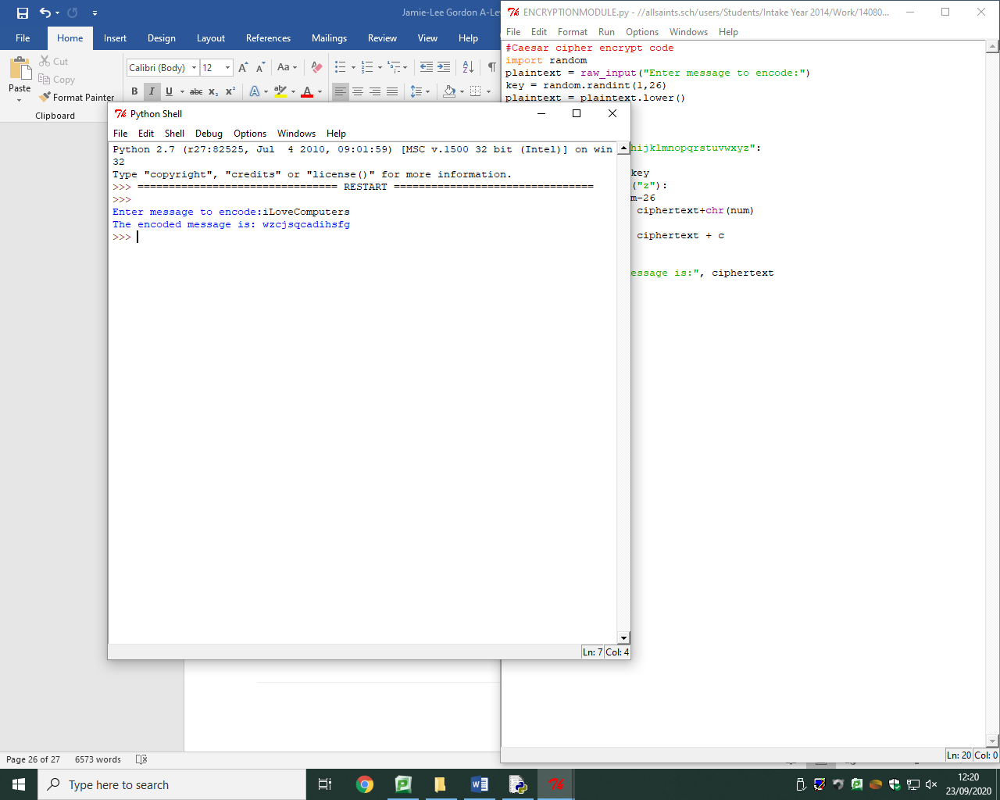 Jamie-Lee Gordon A-Le
File Home Insert Design Layout References Mailings Review View Help
Cut
Copy
Paste
Format Painter
Clipboard
Calibri (Body) 12
B I U abc x₂ x²
Page 26 of 27 6573 words
ENCRYPTIONMODULE.py - //allsaints.sch/users/Students/Intake Year 2014/Work/14080...
File Edit Format Run Options Windows Help
#Caesar cipher encrypt code
import random
plaintext = raw_input("Enter message to encode:")
key = random.randint(1,26)
plaintext = plaintext.lower()
hijklmnopqrstuvwxyz":
key
("z"):
m-26
ciphertext+chr(num)
ciphertext + c
essage is:", ciphertext
Ln: 20 Col: 0
Python Shell
File Edit Shell Debug Options Windows Help
Python 2.7 (r27:82525, Jul  4 2010, 09:01:59) [MSC v.1500 32 bit (Intel)] on win
32
Type "copyright", "credits" or "license()" for more information.
>>> ================================ RESTART ================================
>>>
Enter message to encode:iLoveComputers
The encoded message is: wzcjsqcadihsfg
>>>
Ln: 7 Col: 4
Type here to search
12:20
23/09/2020